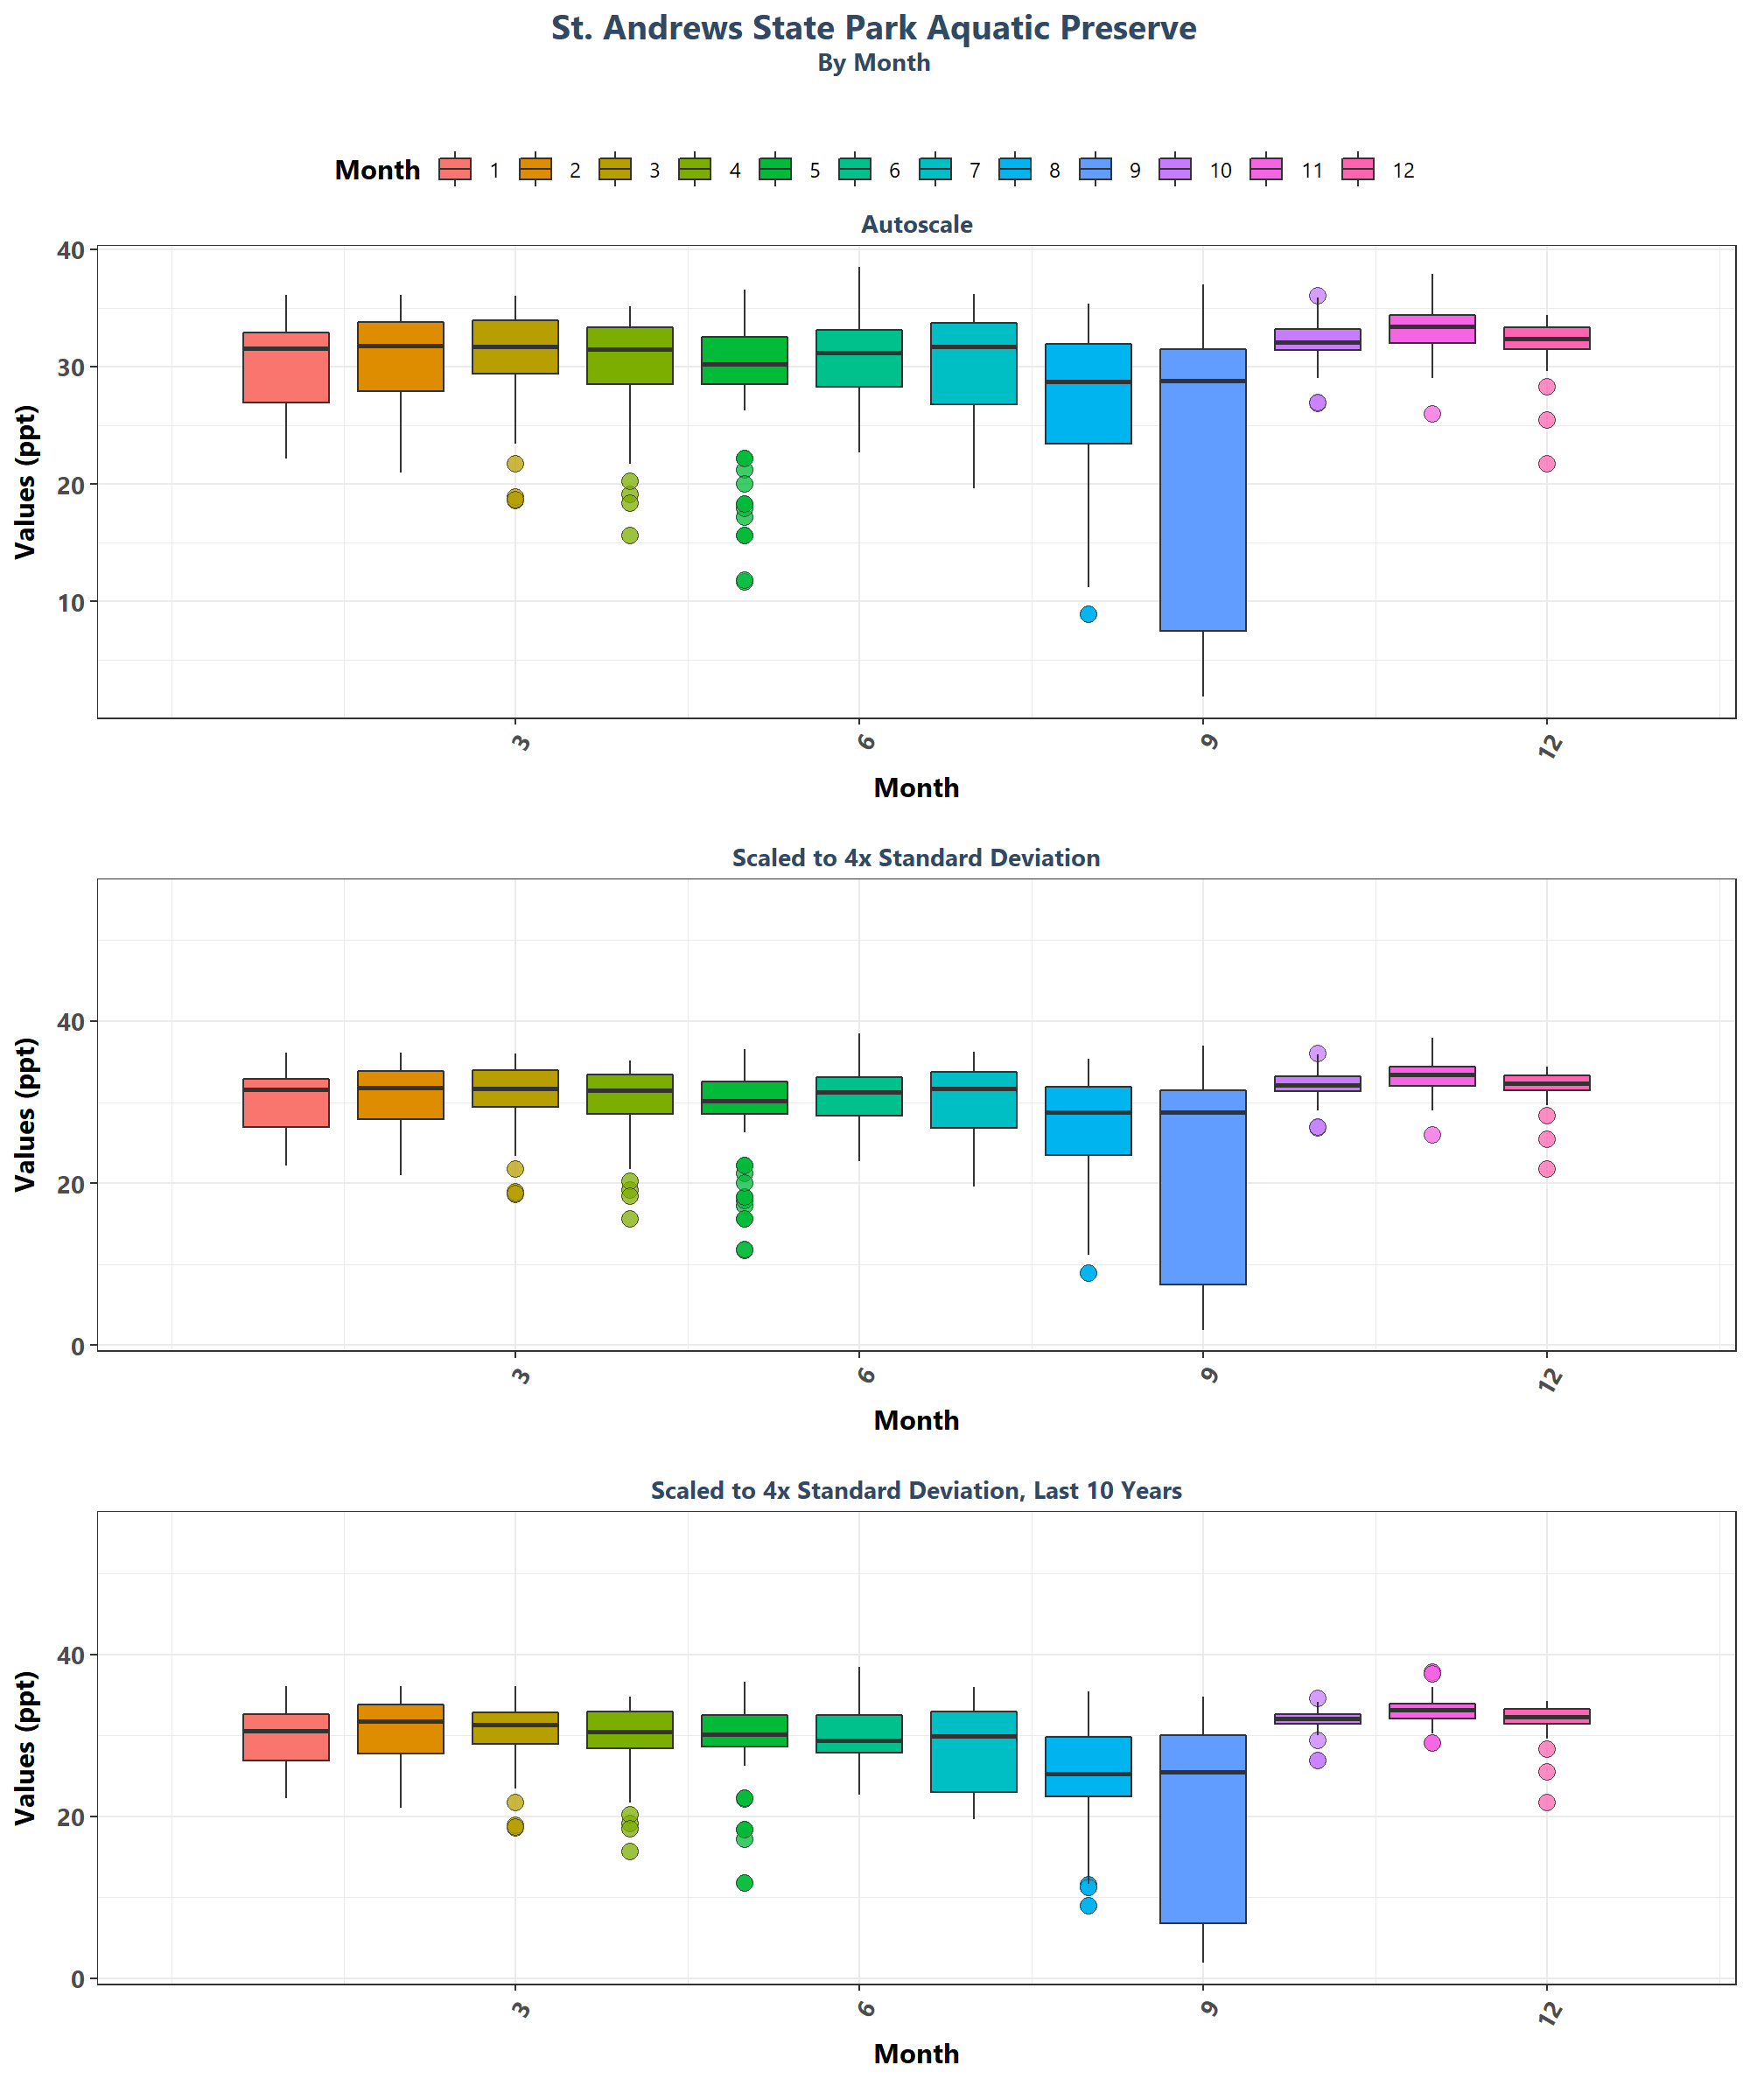 St. Andrews State Park Aquatic Preserve
By Month
Month 1 2 3 4 5 6 7 8 9 10 11 12
Autoscale
Values (ppt)
40
30
20
10
3 6 9 12
Month
Scaled to 4x Standard Deviation
Values (ppt)
40
20
0
3 6 9 12
Month
Scaled to 4x Standard Deviation, Last 10 Years
Values (ppt)
40
20
0
3 6 9 12
Month